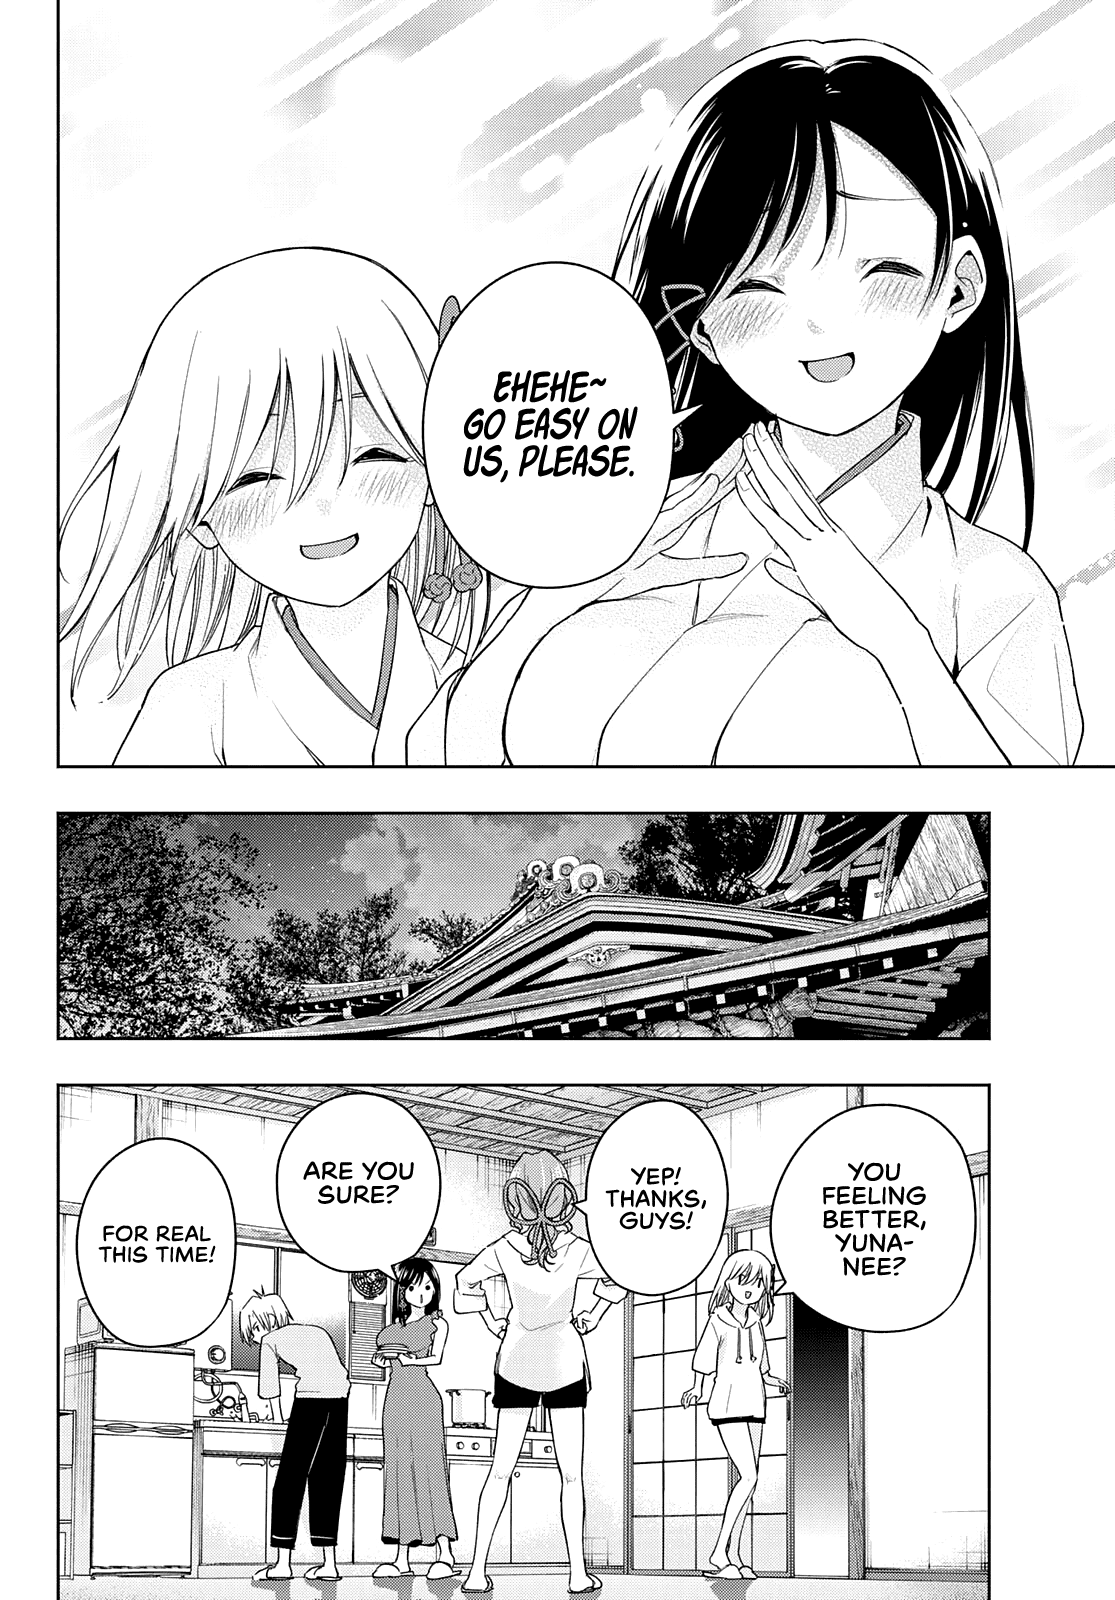 EHEHE~
GO EASY ON
US, PLEASE.
YOU
FEELING
BETTER,
YUNA-
NEE?
YEP!
THANKS,
GUYS!
ARE YOU
SURE?
FOR REAL
THIS TIME!